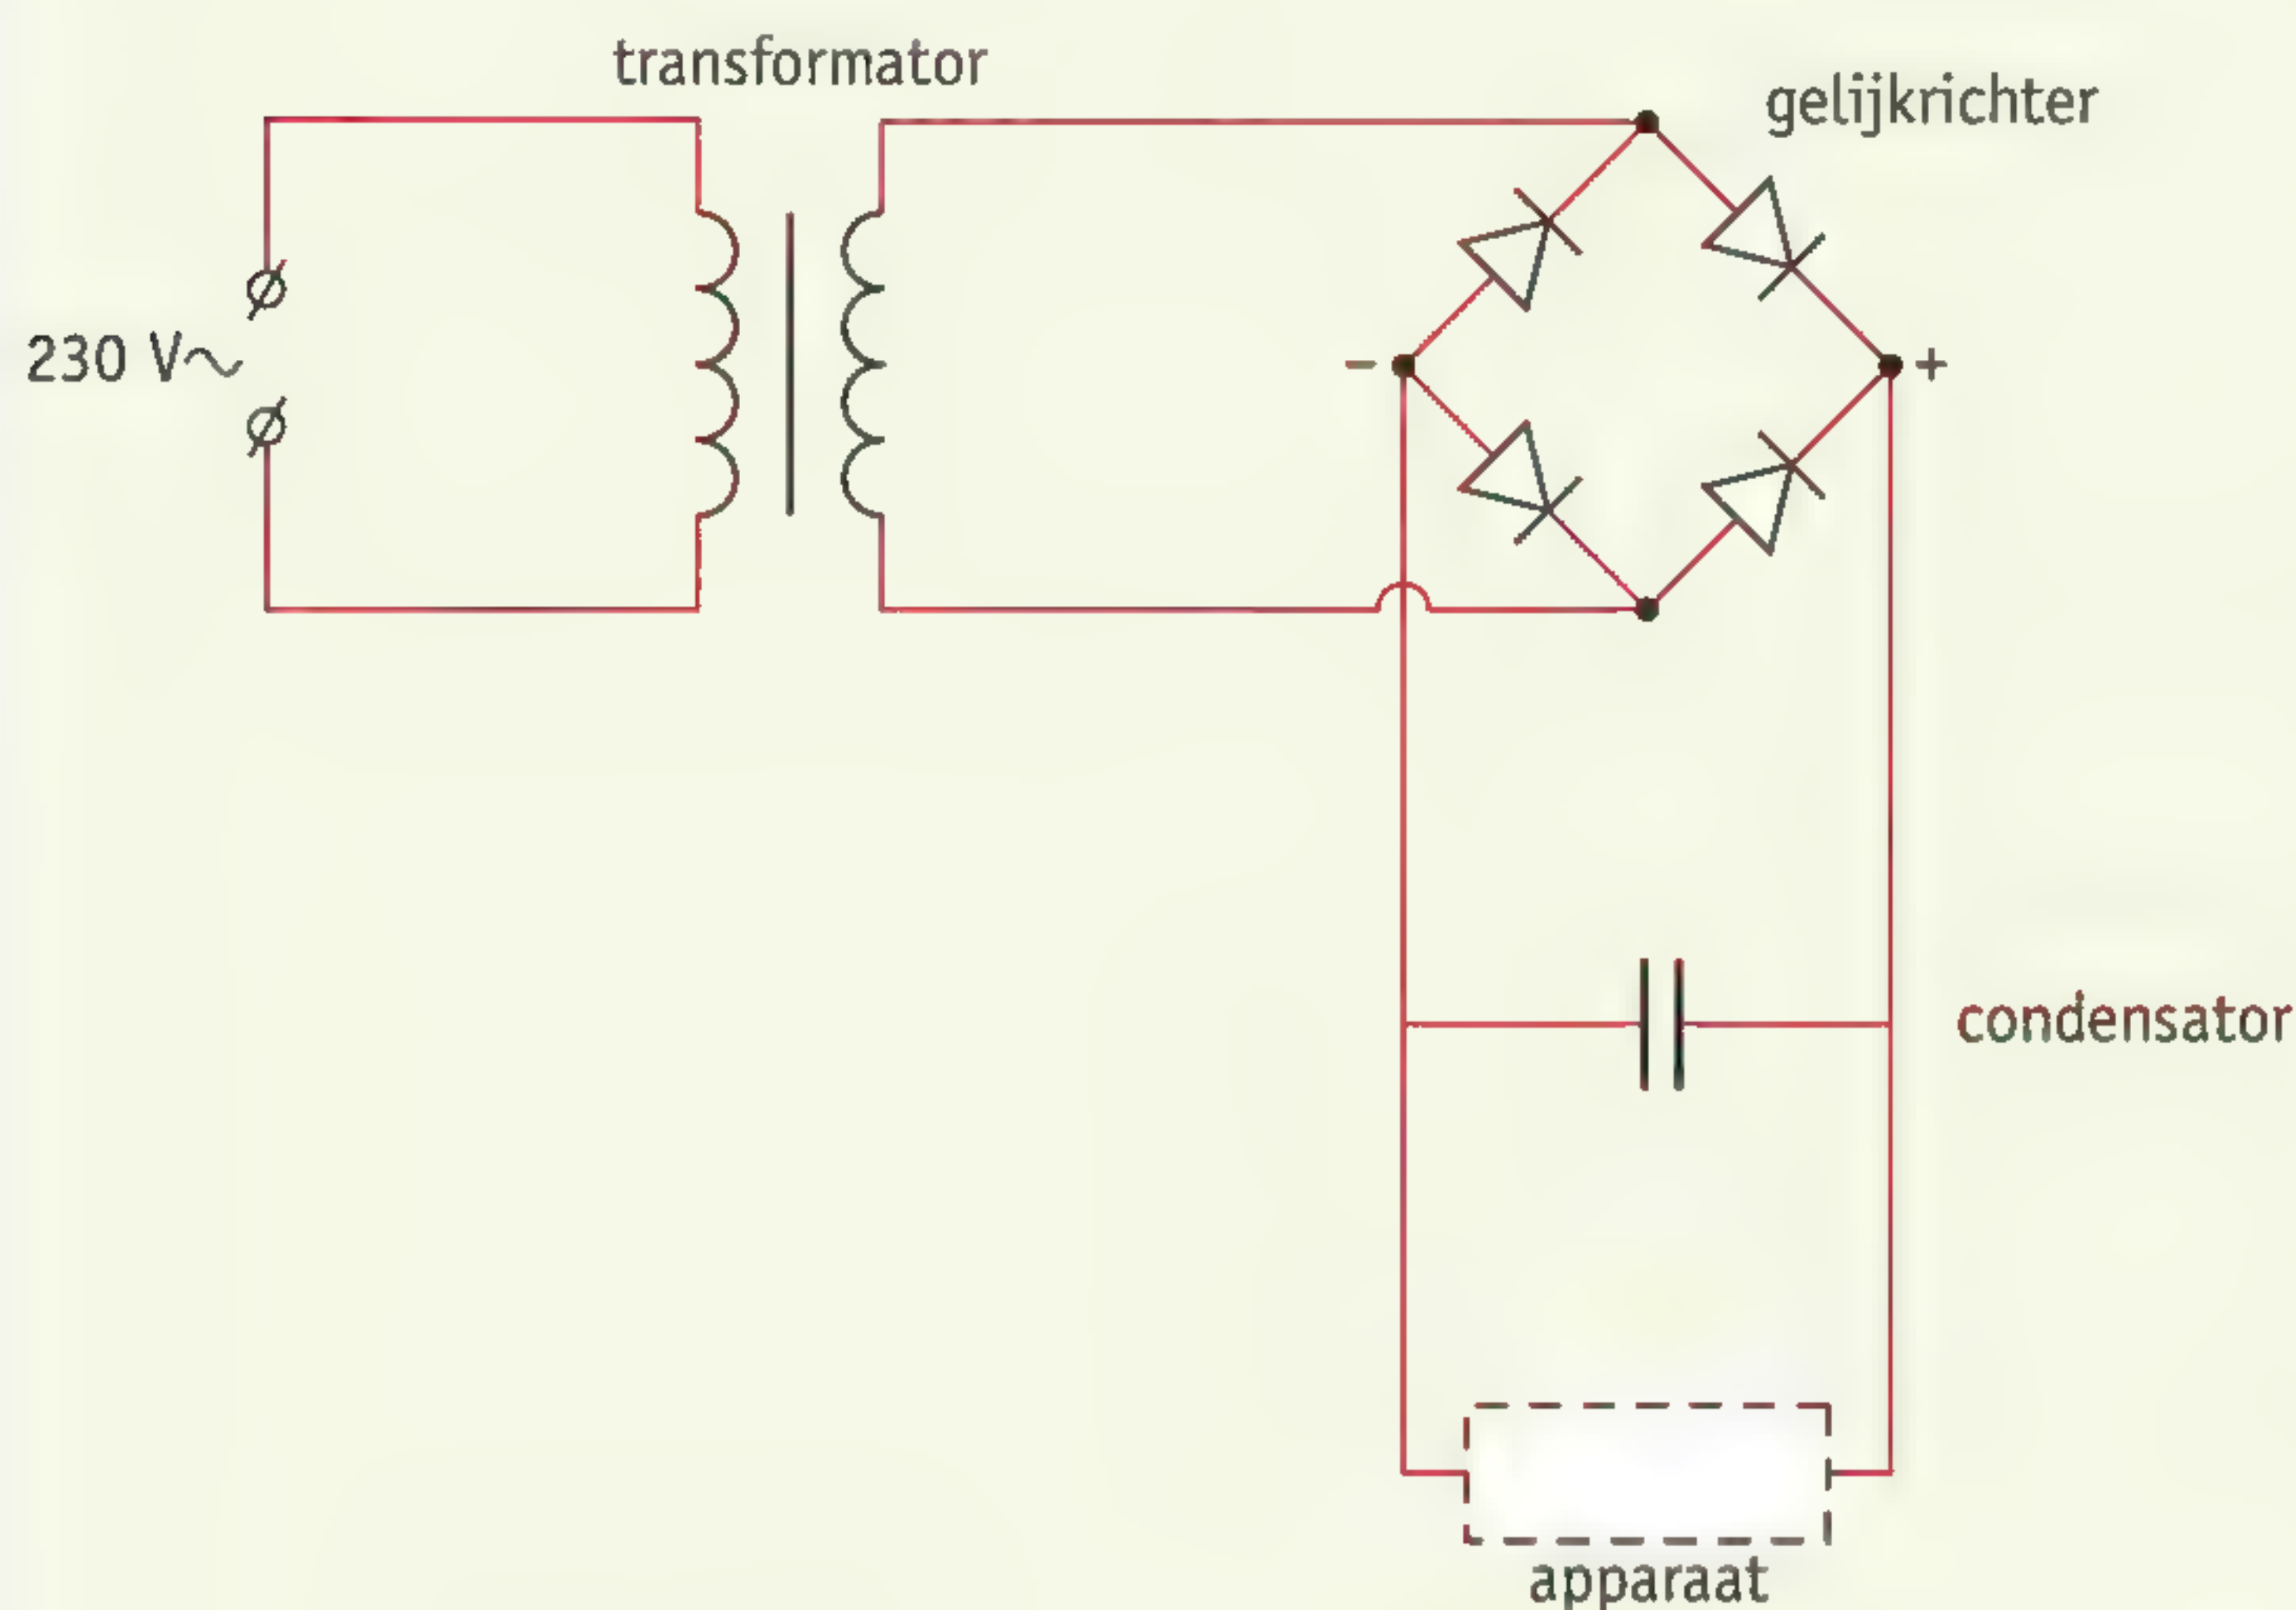 transformator
gelijkrichter
230 V~
- +
condensator
apparaat